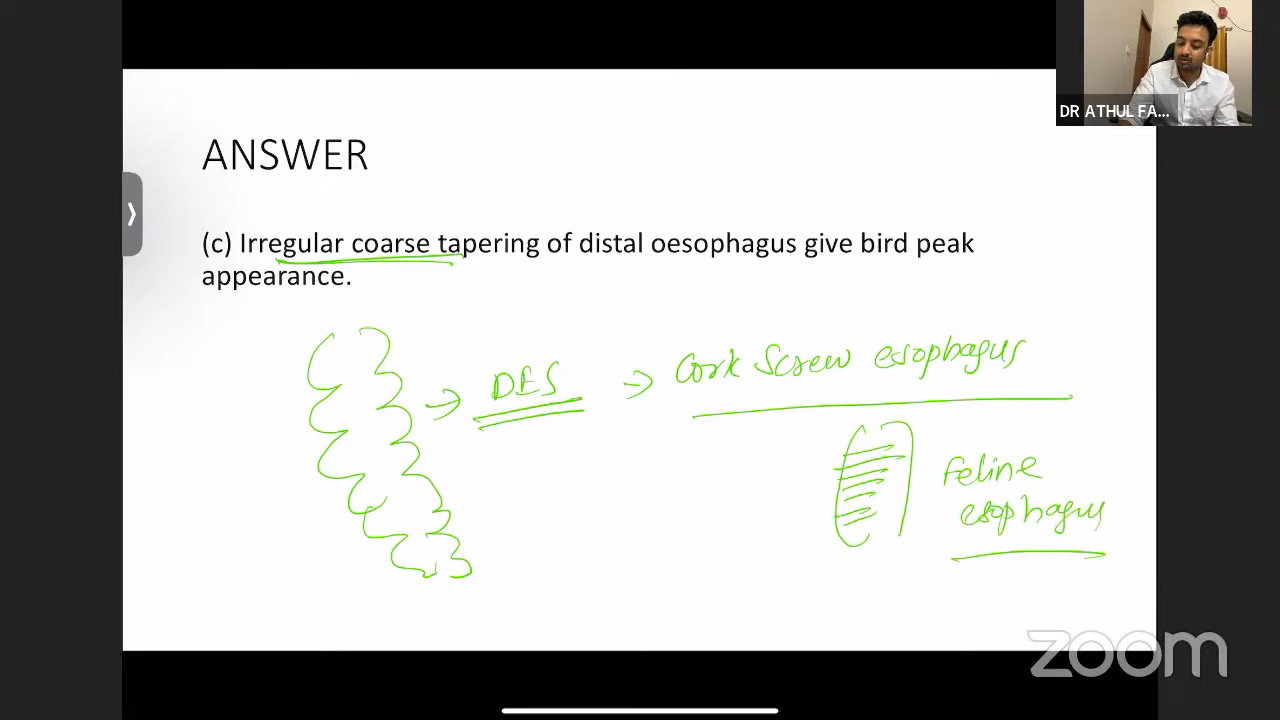 DR ATHUL FA...
ANSWER
(c) Irregular coarse tapering of distal oesophagus give bird peak
appearance.
→ DES → Cork Screw esophagus
Feline
esophagus
zoom